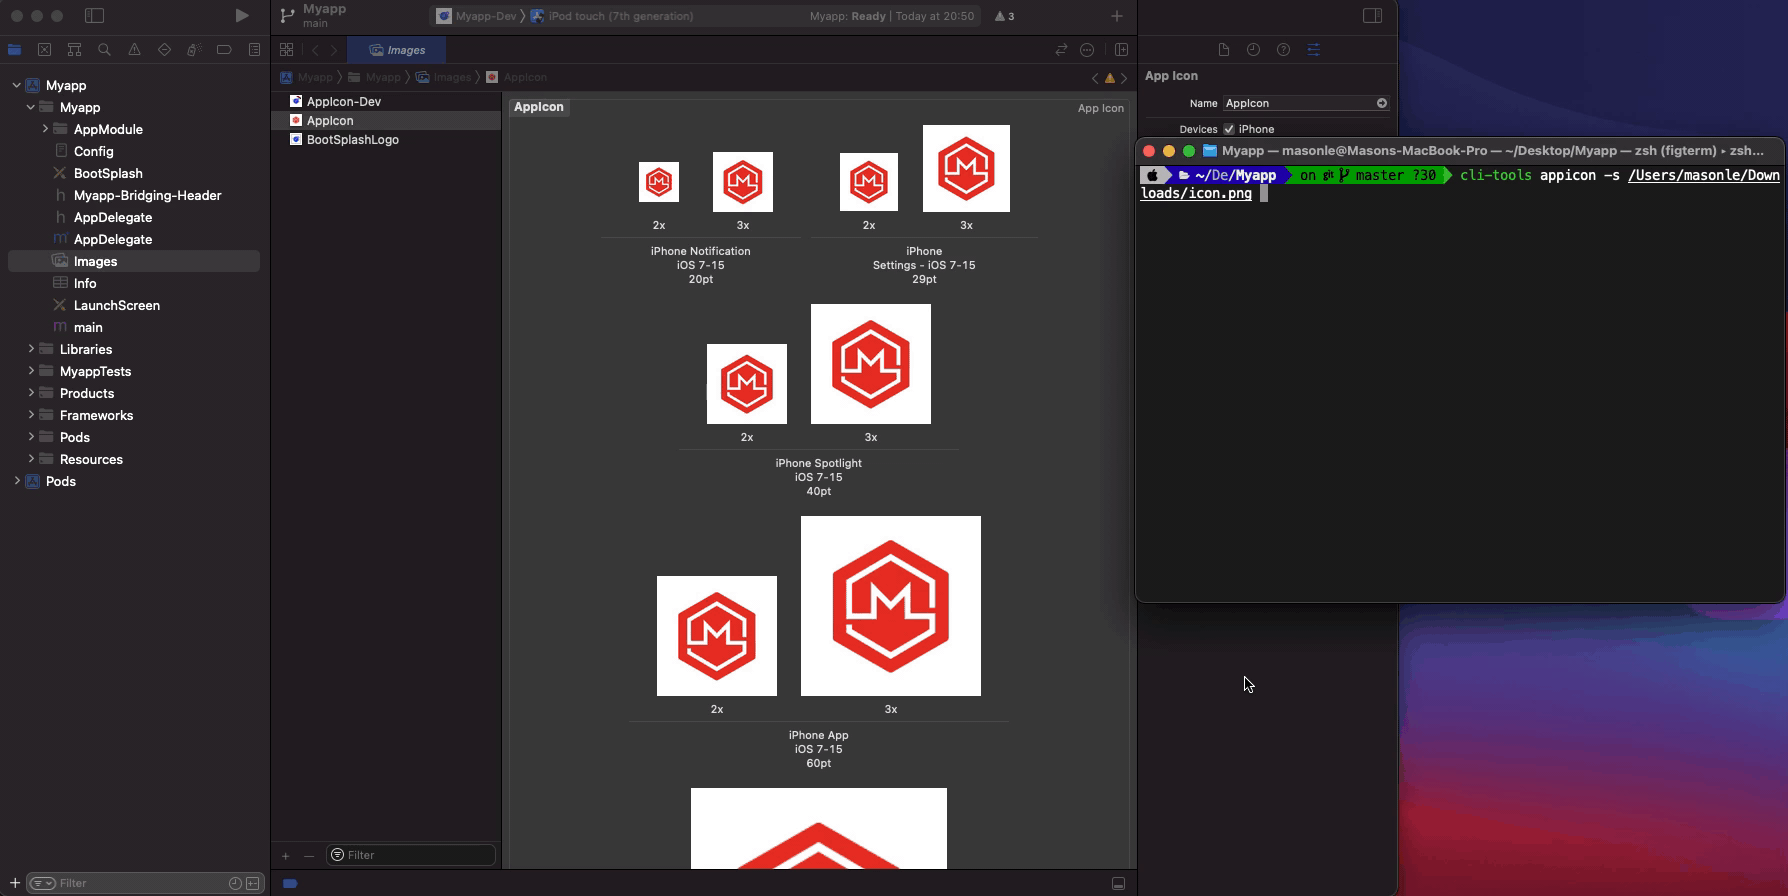 Myapp
main
Myapp-Dev
iPod touch (7th generation)
Myapp: Ready | Today at 20:50
3
Images
Myapp
Myapp
Images
AppIcon
Myapp
Myapp
AppModule
Config
BootSplash
Myapp-Bridging-Header
AppDelegate
AppDelegate
Images
Info
LaunchScreen
main
Libraries
MyappTests
Products
Frameworks
Pods
Resources
Pods
Filter
AppIcon-Dev
AppIcon
BootSplashLogo
Filter
AppIcon
App Icon
2x
3x
iPhone Notification
iOS 7-15
20pt
2x
3x
iPhone
Settings - iOS 7-15
29pt
2x
3x
iPhone Spotlight
iOS 7-15
40pt
2x
3x
iPhone App
iOS 7-15
60pt
App Icon
Name AppIcon
Devices iPhone
Myapp — masonle@Masons-MacBook-Pro — ~/Desktop/Myapp — zsh (figterm) ▸ zsh...
~/De/Myapp on git master ?30 cli-tools appicon -s /Users/masonle/Down
loads/icon.png